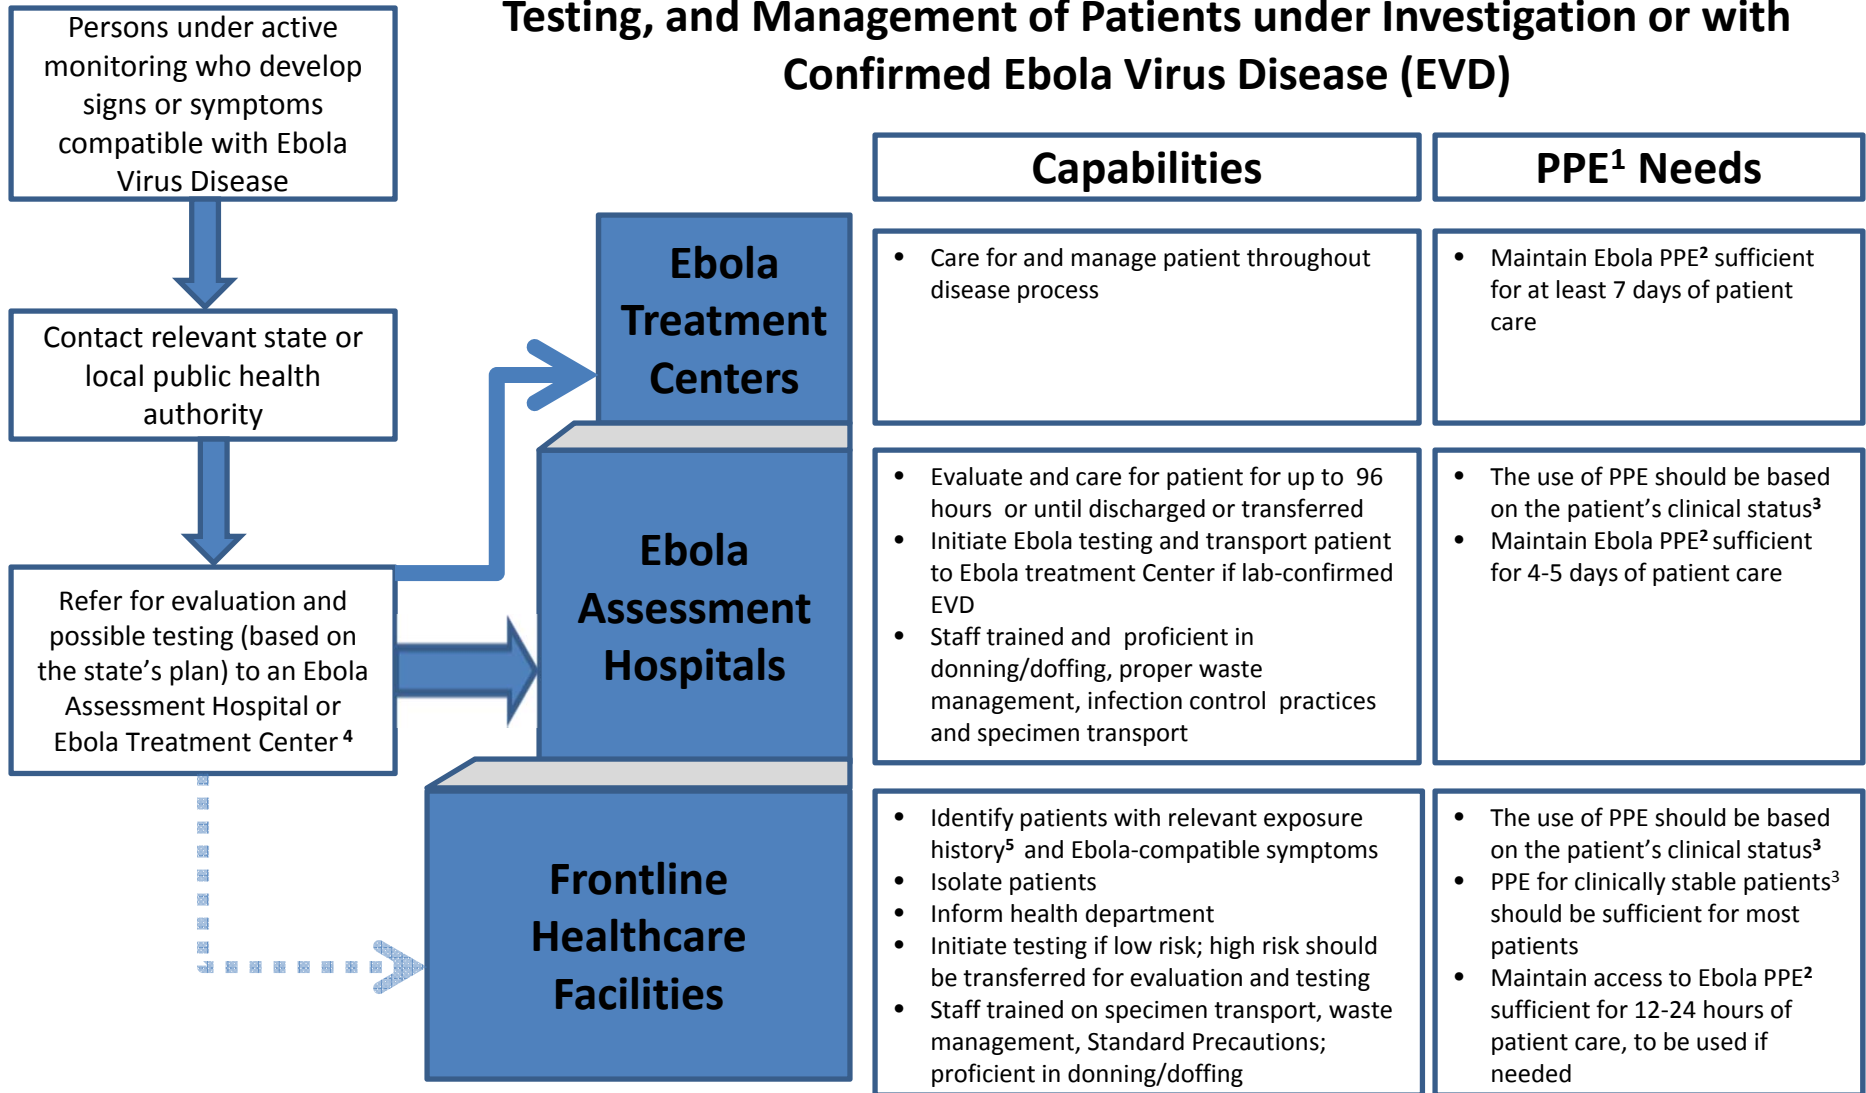 Testing, and Management of Patients under Investigation or with
Confirmed Ebola Virus Disease (EVD)
Persons under active
monitoring who develop
signs or symptoms
compatible with Ebola
Virus Disease
Contact relevant state or
local public health
authority
Refer for evaluation and
possible testing (based on
the state’s plan) to an Ebola
Assessment Hospital or
Ebola Treatment Center ⁴
Capabilities
PPE¹ Needs
Ebola
Treatment
Centers
• Care for and manage patient throughout
disease process
• Maintain Ebola PPE² sufficient
for at least 7 days of patient
care
Ebola
Assessment
Hospitals
• Evaluate and care for patient for up to 96
hours or until discharged or transferred
• Initiate Ebola testing and transport patient
to Ebola treatment Center if lab-confirmed
EVD
• Staff trained and proficient in
donning/doffing, proper waste
management, infection control practices
and specimen transport
• The use of PPE should be based
on the patient’s clinical status³
• Maintain Ebola PPE² sufficient
for 4-5 days of patient care
Frontline
Healthcare
Facilities
• Identify patients with relevant exposure
history⁵ and Ebola-compatible symptoms
• Isolate patients
• Inform health department
• Initiate testing if low risk; high risk should
be transferred for evaluation and testing
• Staff trained on specimen transport, waste
management, Standard Precautions;
proficient in donning/doffing
• The use of PPE should be based
on the patient’s clinical status³
• PPE for clinically stable patients³
should be sufficient for most
patients
• Maintain access to Ebola PPE²
sufficient for 12-24 hours of
patient care, to be used if
needed